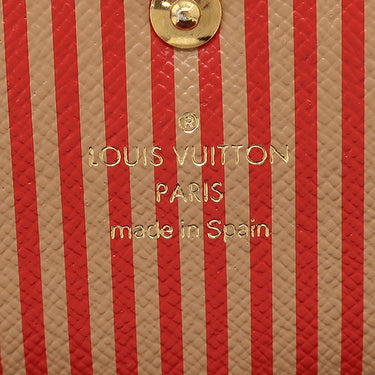 ®
LOUIS VUITTON
PARIS
made in Spain